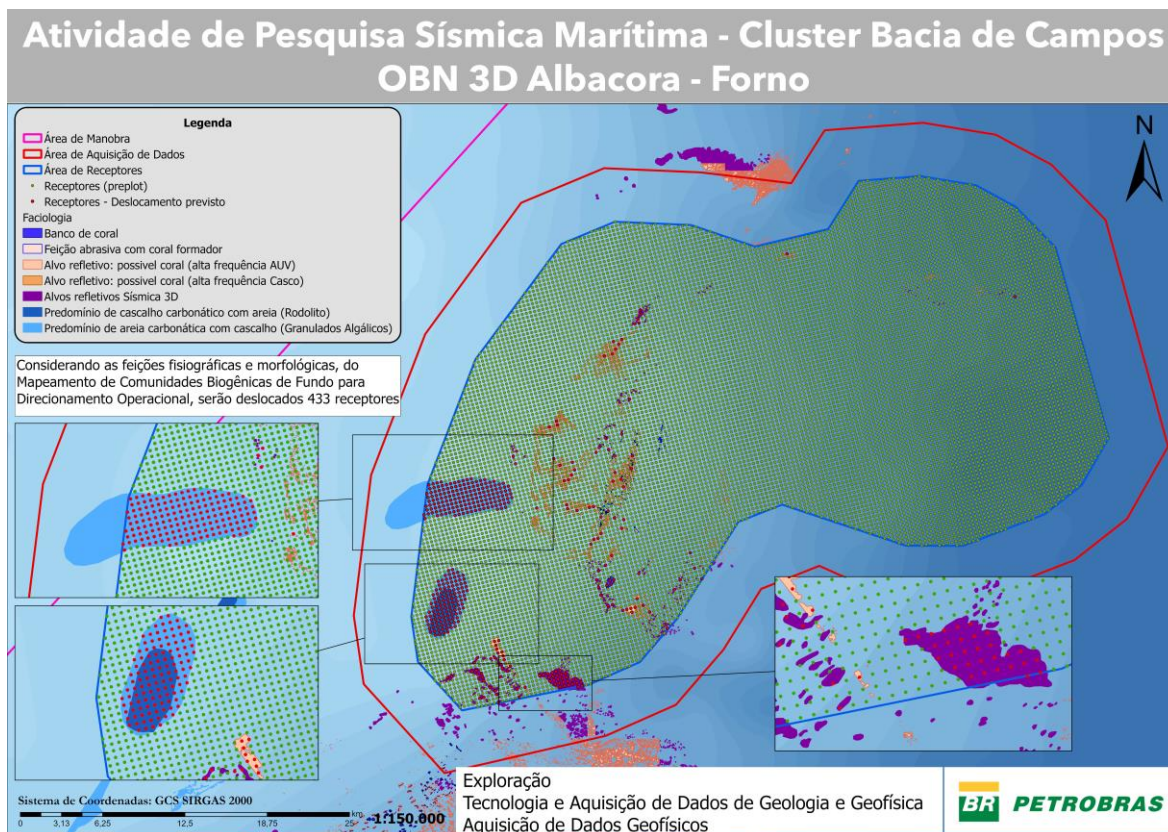 Atividade de Pesquisa Sísmica Marítima - Cluster Bacia de Campos
OBN 3D Albacora - Forno
Legenda
Área de Manobra
Área de Aquisição de Dados
Área de Receptores
Receptores (preplot)
Receptores - Deslocamento previsto
Faciologia
Banco de coral
Feição abrasiva com coral formador
Alvo refletivo: possivel coral (alta frequência AUV)
Alvo refletivo: possivel coral (alta frequência Casco)
Alvos refletivos Sísmica 3D
Predomínio de cascalho carbonático com areia (Rodolito)
Predomínio de areia carbonática com cascalho (Granulados Algálicos)
N
Considerando as feições fisiográficas e morfológicas, do
Mapeamento de Comunidades Biogênicas de Fundo para
Direcionamento Operacional, serão deslocados 433 receptores
Sistema de Coordenadas: GCS SIRGAS 2000
km
1:150.000
0 3,13 6,25 12,5 18,75 25
Exploração
Tecnologia e Aquisição de Dados de Geologia e Geofísica
Aquisição de Dados Geofísicos
BR PETROBRAS